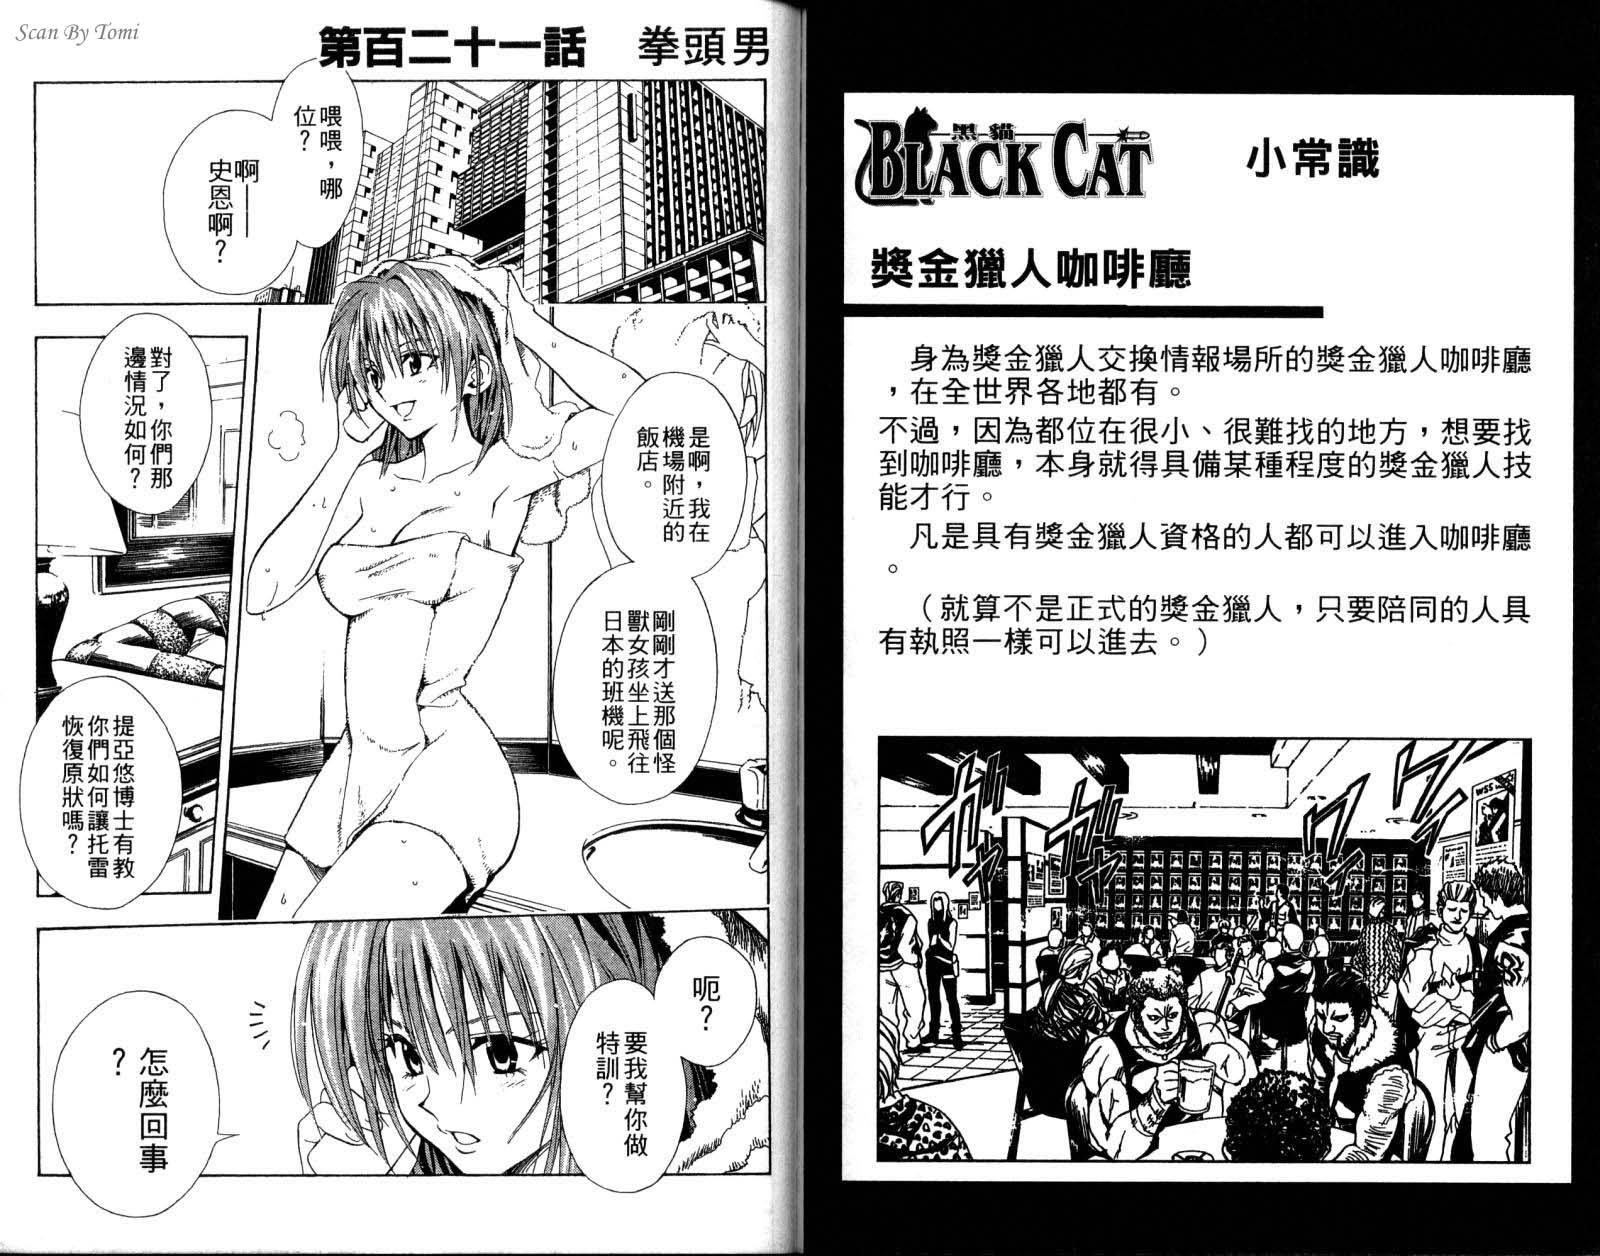 Scan By Tomi
黑貓
BLACK CAT
小常識
獎金獵人咖啡廳
身為獎金獵人交換情報場所的獎金獵人咖啡廳
，在全世界各地都有。
不過，因為都位在很小、很難找的地方，想要找
到咖啡廳，本身就得具備某種程度的獎金獵人技
能才行。
凡是具有獎金獵人資格的人都可以進入咖啡廳
。
（就算不是正式的獎金獵人，只要陪同的人具
有執照一樣可以進去。）
ガヤ
ガヤ
ガヤ
ガヤ
WSS
第百二十一話 拳頭男
喂喂，哪
位？
啊——
史恩啊？
是啊，我在
機場附近的
飯店。
剛剛才送那個怪
獸女孩坐上飛往
日本的班機呢。
對了，你們那
邊情況如何？
提亞悠博士有教
你們如何讓托雷
恢復原狀嗎？
呃？
要我幫你做
特訓？
怎麼回事
？